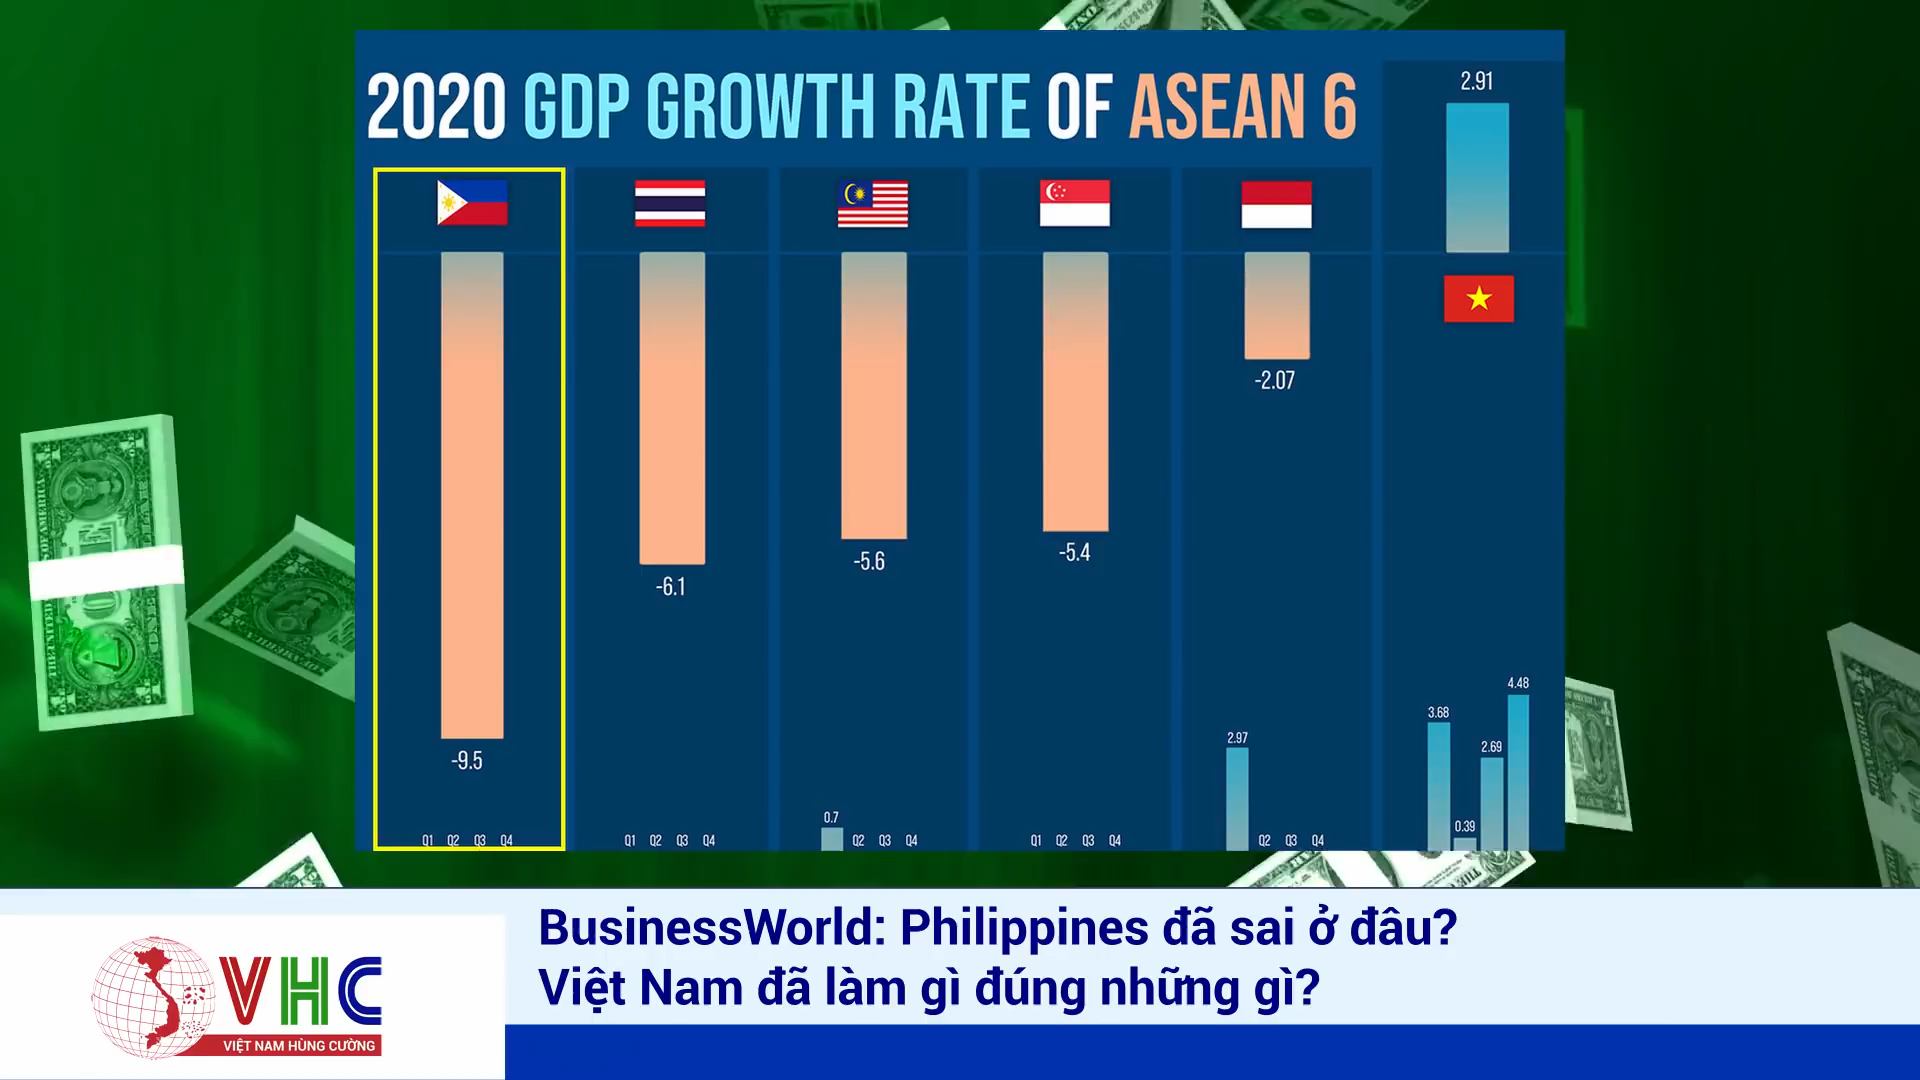 2020 GDP GROWTH RATE OF ASEAN 6
2.91
-2.07
-5.4
-5.6
-6.1
-9.5
4.48
3.68
2.97
2.69
0.7
0.39
Q1 Q2 Q3 Q4
Q1 Q2 Q3 Q4
Q2 Q3 Q4
Q1 Q2 Q3 Q4
Q2 Q3 Q4
BusinessWorld: Philippines đã sai ở đâu?
Việt Nam đã làm gì đúng những gì?
VHC
VIỆT NAM HÙNG CƯỜNG